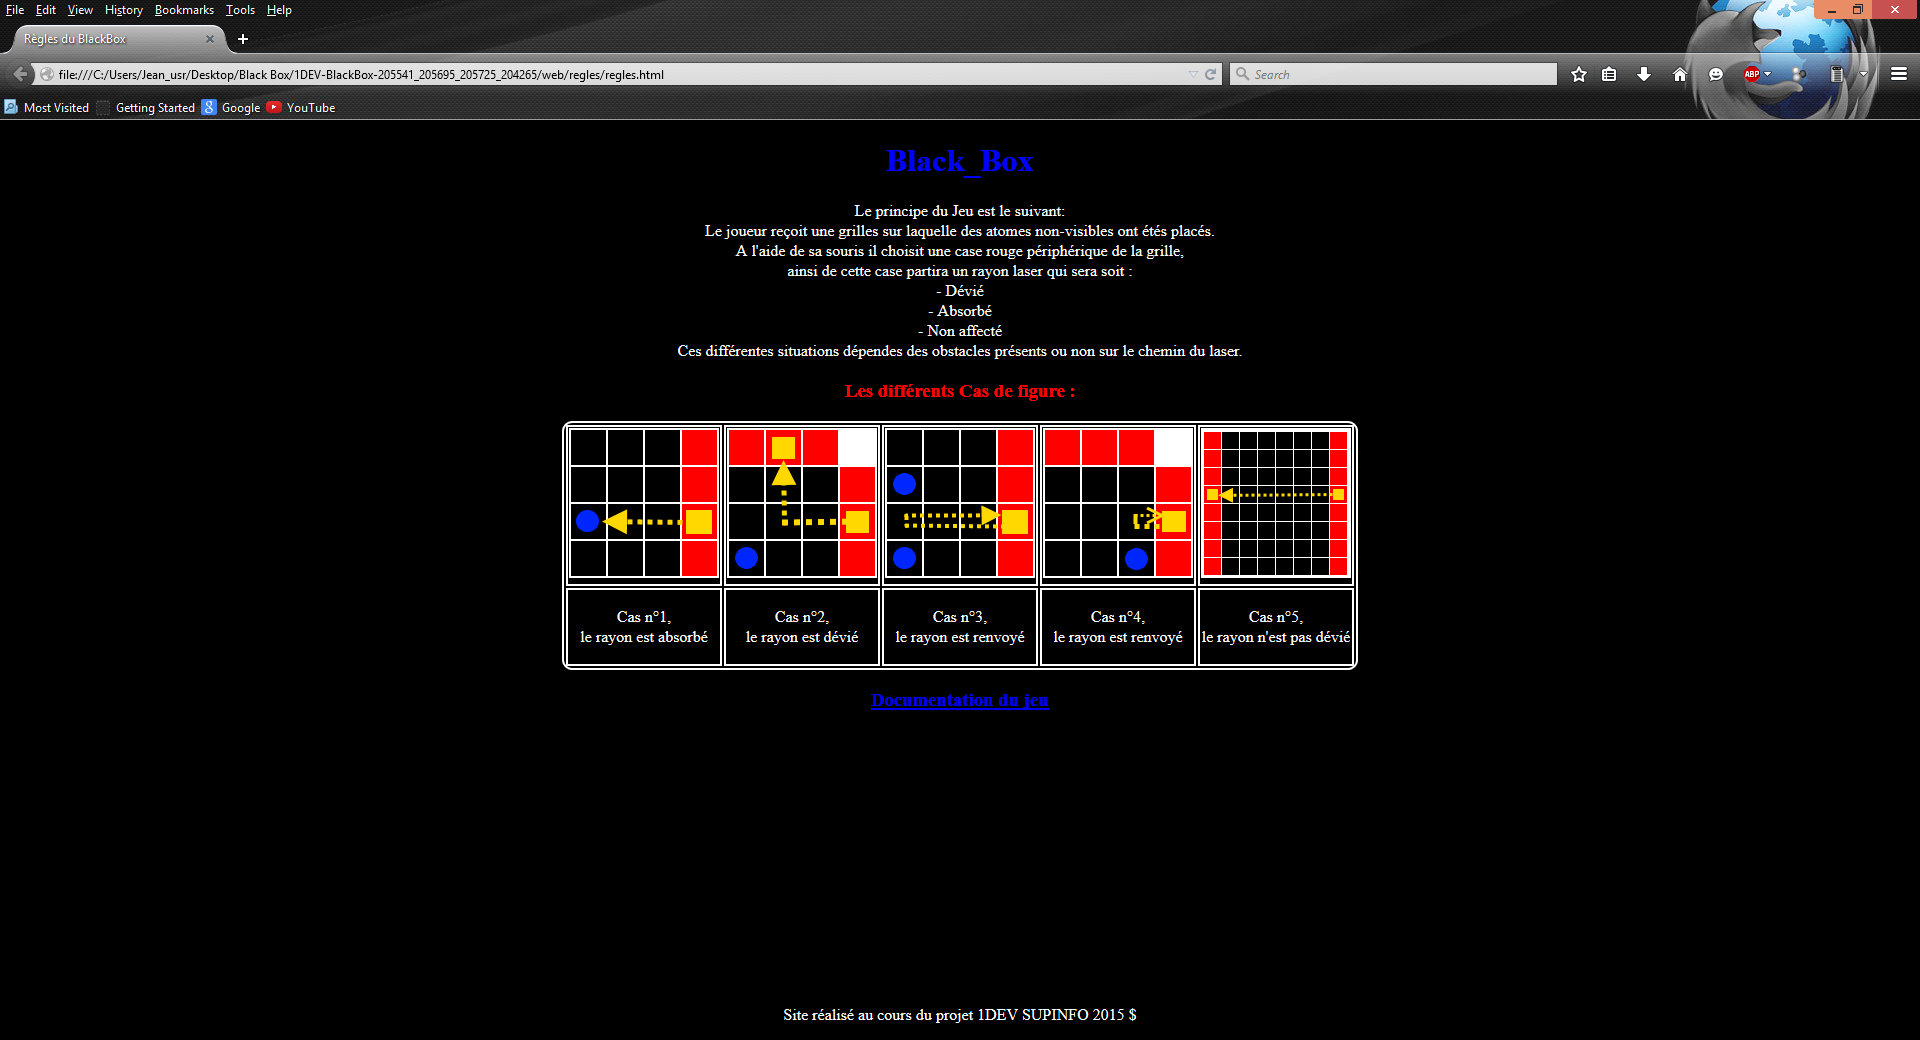 File Edit View History Bookmarks Tools Help
Règles du BlackBox
file:///C:/Users/Jean_usr/Desktop/Black Box/1DEV-BlackBox-205541_205695_205725_204265/web/regles/regles.html
Search
ABP
Most Visited Getting Started Google YouTube
Black_Box
Le principe du Jeu est le suivant:
Le joueur reçoit une grilles sur laquelle des atomes non-visibles ont étés placés.
A l'aide de sa souris il choisit une case rouge périphérique de la grille,
ainsi de cette case partira un rayon laser qui sera soit :
- Dévié
- Absorbé
- Non affecté
Ces différentes situations dépendes des obstacles présents ou non sur le chemin du laser.
Les différents Cas de figure :
Cas n°1,
le rayon est absorbé
Cas n°2,
le rayon est dévié
Cas n°3,
le rayon est renvoyé
Cas n°4,
le rayon est renvoyé
Cas n°5,
le rayon n'est pas dévié
Documentation du jeu
Site réalisé au cours du projet 1DEV SUPINFO 2015 $